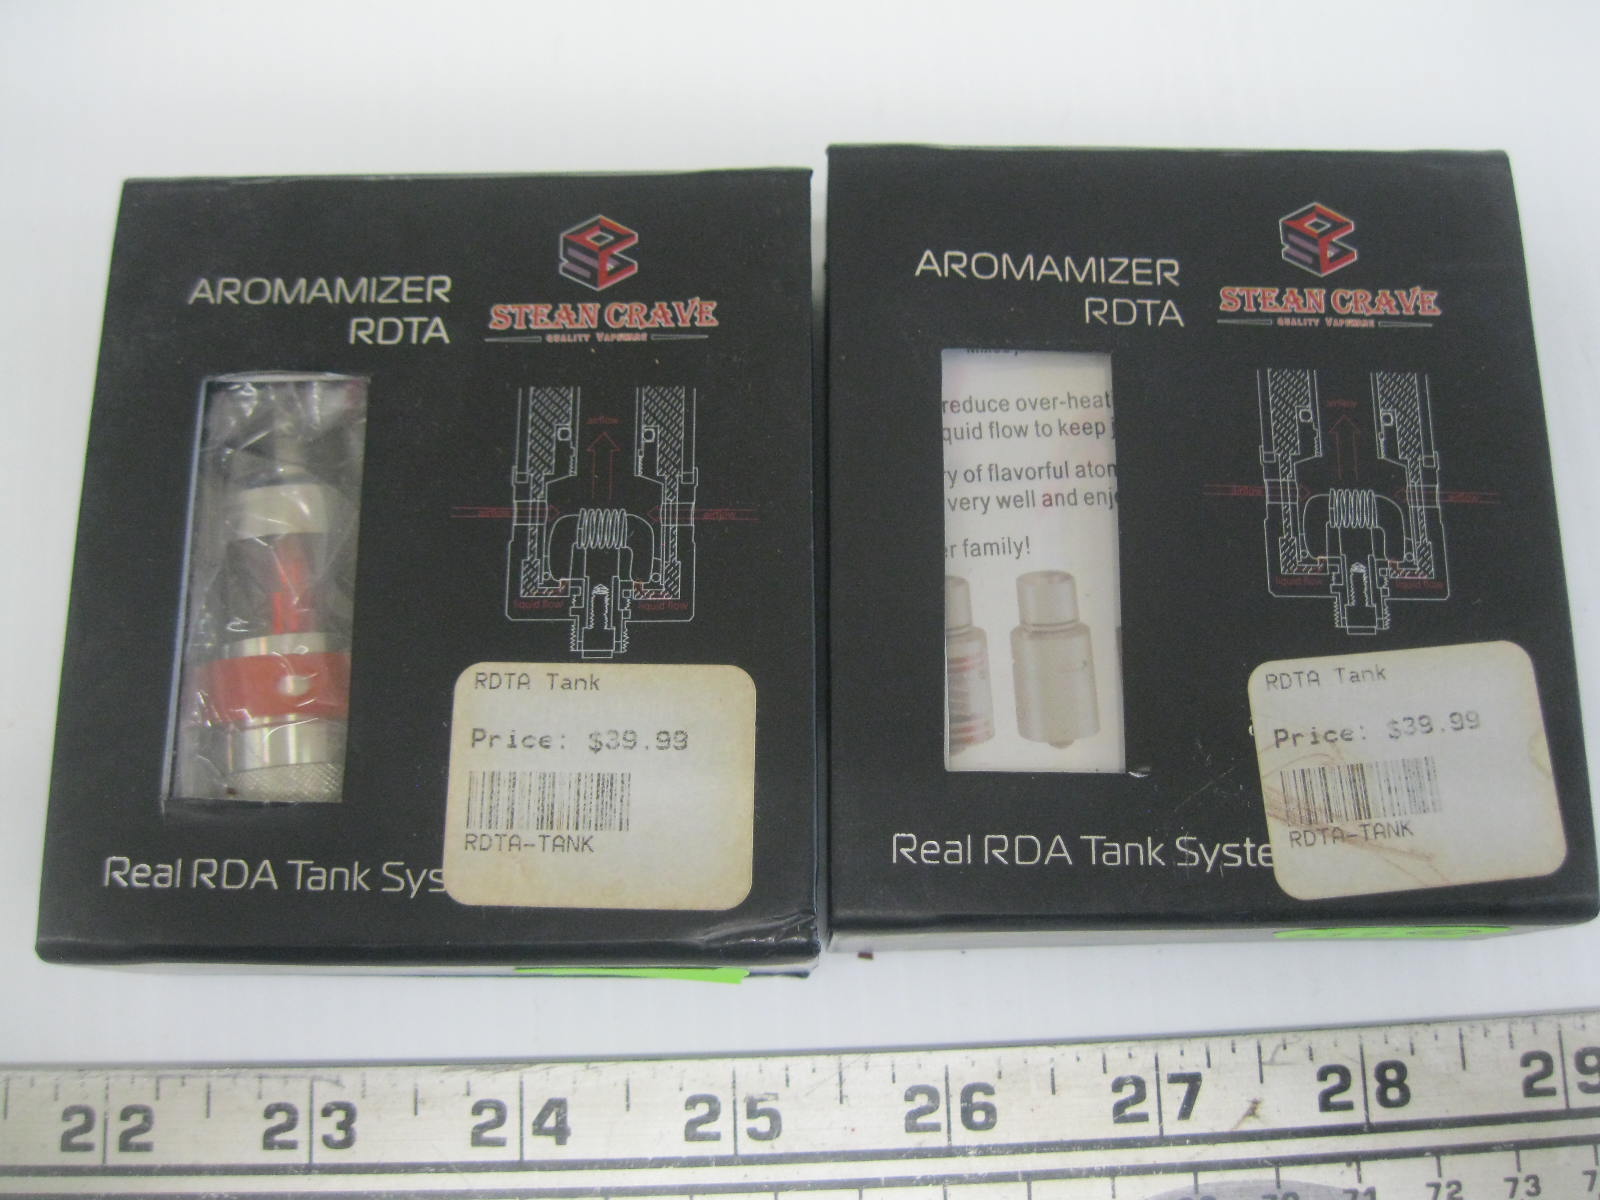 AROMAMIZER
RDTA
STEAN CRAVE
QUALITY VAPEWARE
airflow
airflow
airflow
liquid flow
liquid flow
RDTA Tank
Price: $39.99
RDTA-TANK
Real RDA Tank Sys
AROMAMIZER
RDTA
STEAN CRAVE
QUALITY VAPEWARE
reduce over-heat
quid flow to keep
ry of flavorful atom
very well and enj
er family!
airflow
airflow
airflow
liquid flow
liquid flow
RDTA Tank
Price: $39.99
RDTA-TANK
Real RDA Tank Syste
22 23 24 25 26 27 28 29
71 72 73